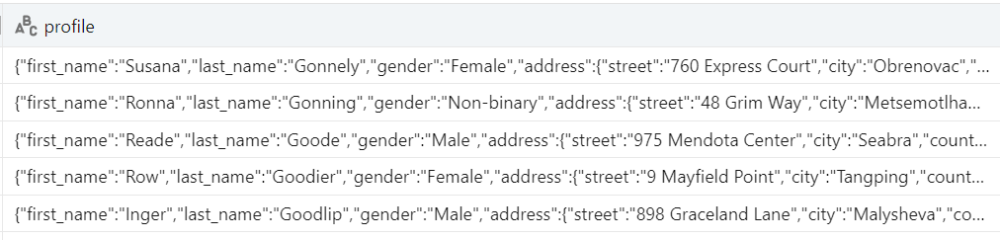 ABC profile
{"first_name":"Susana","last_name":"Gonnely","gender":"Female","address":{"street":"760 Express Court","city":"Obrenovac","...
{"first_name":"Ronna","last_name":"Gonning","gender":"Non-binary","address":{"street":"48 Grim Way","city":"Metsemotlha...
{"first_name":"Reade","last_name":"Goode","gender":"Male","address":{"street":"975 Mendota Center","city":"Seabra","count...
{"first_name":"Row","last_name":"Goodier","gender":"Female","address":{"street":"9 Mayfield Point","city":"Tangping","count...
{"first_name":"Inger","last_name":"Goodlip","gender":"Male","address":{"street":"898 Graceland Lane","city":"Malysheva","co...